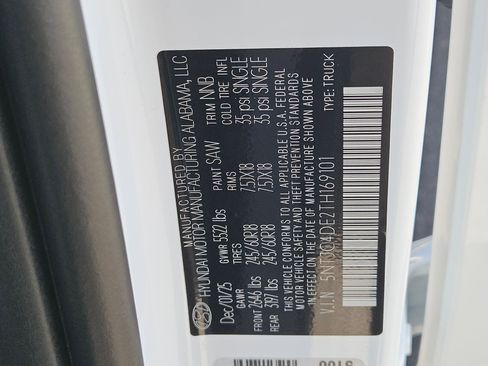 MANUFACTURED BY
HYUNDAI MOTOR MANUFACTURING ALABAMA, LLC
Dec/01/25 PAINT SAW TRIM NNB
GVWR 5522 lbs
GAWR TIRES RIMS COLD TIRE INFL
FRONT 2646 lbs 245/60R18 7.5JX18 35 psi SINGLE
REAR 3197 lbs 245/60R18 7.5JX18 35 psi SINGLE
THIS VEHICLE CONFORMS TO ALL APPLICABLE U.S.A. FEDERAL
MOTOR VEHICLE SAFETY AND THEFT PREVENTION STANDARDS
IN EFFECT ON THE DATE OF MANUFACTURE SHOWN ABOVE.
V.I.N 5NTJC4DE2TH169101 TYPE:TRUCK